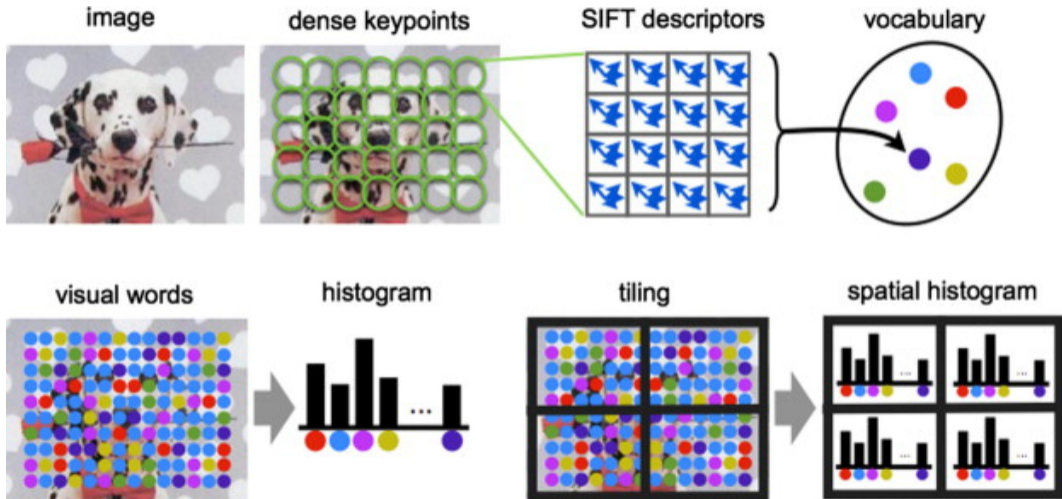 image
dense keypoints
SIFT descriptors
vocabulary
visual words
histogram
tiling
spatial histogram
...
...
...
...
...